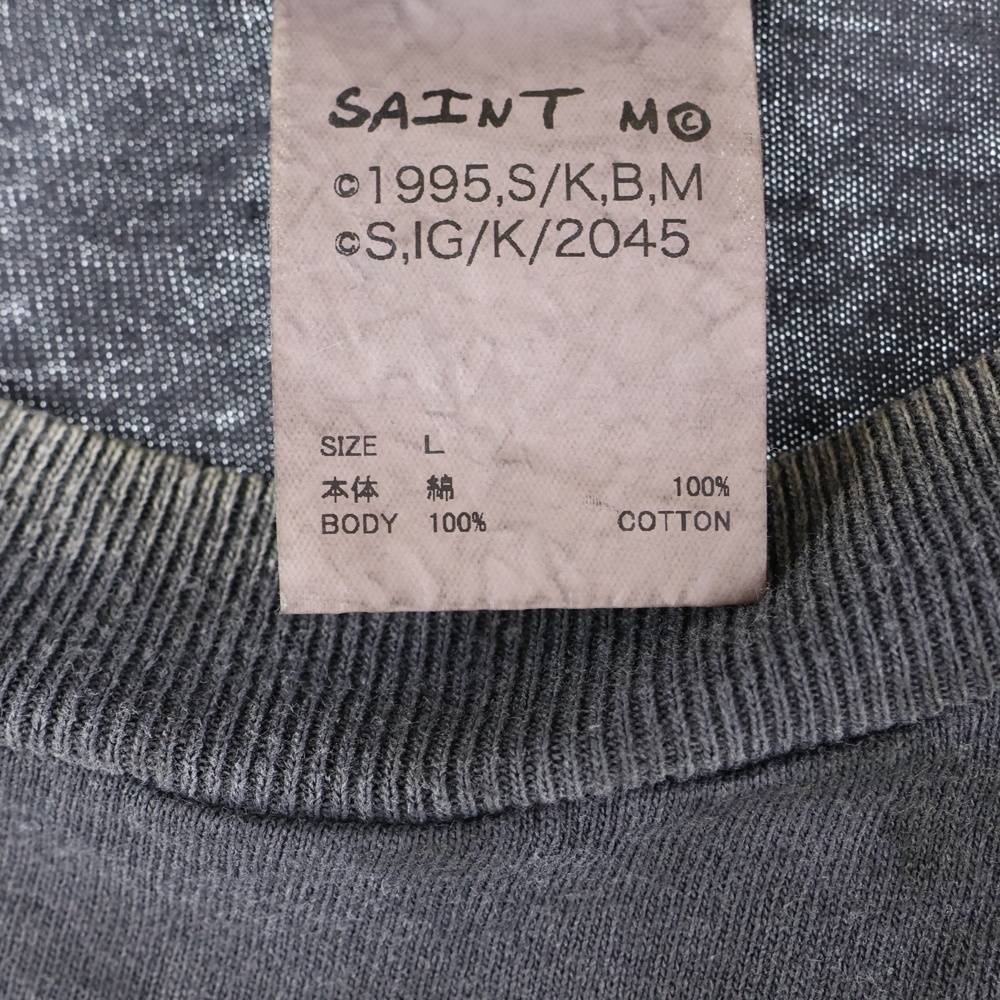 SAINT M©
©1995,S/K,B,M
©S,IG/K/2045
SIZE L
本体 綿 100%
BODY 100% COTTON